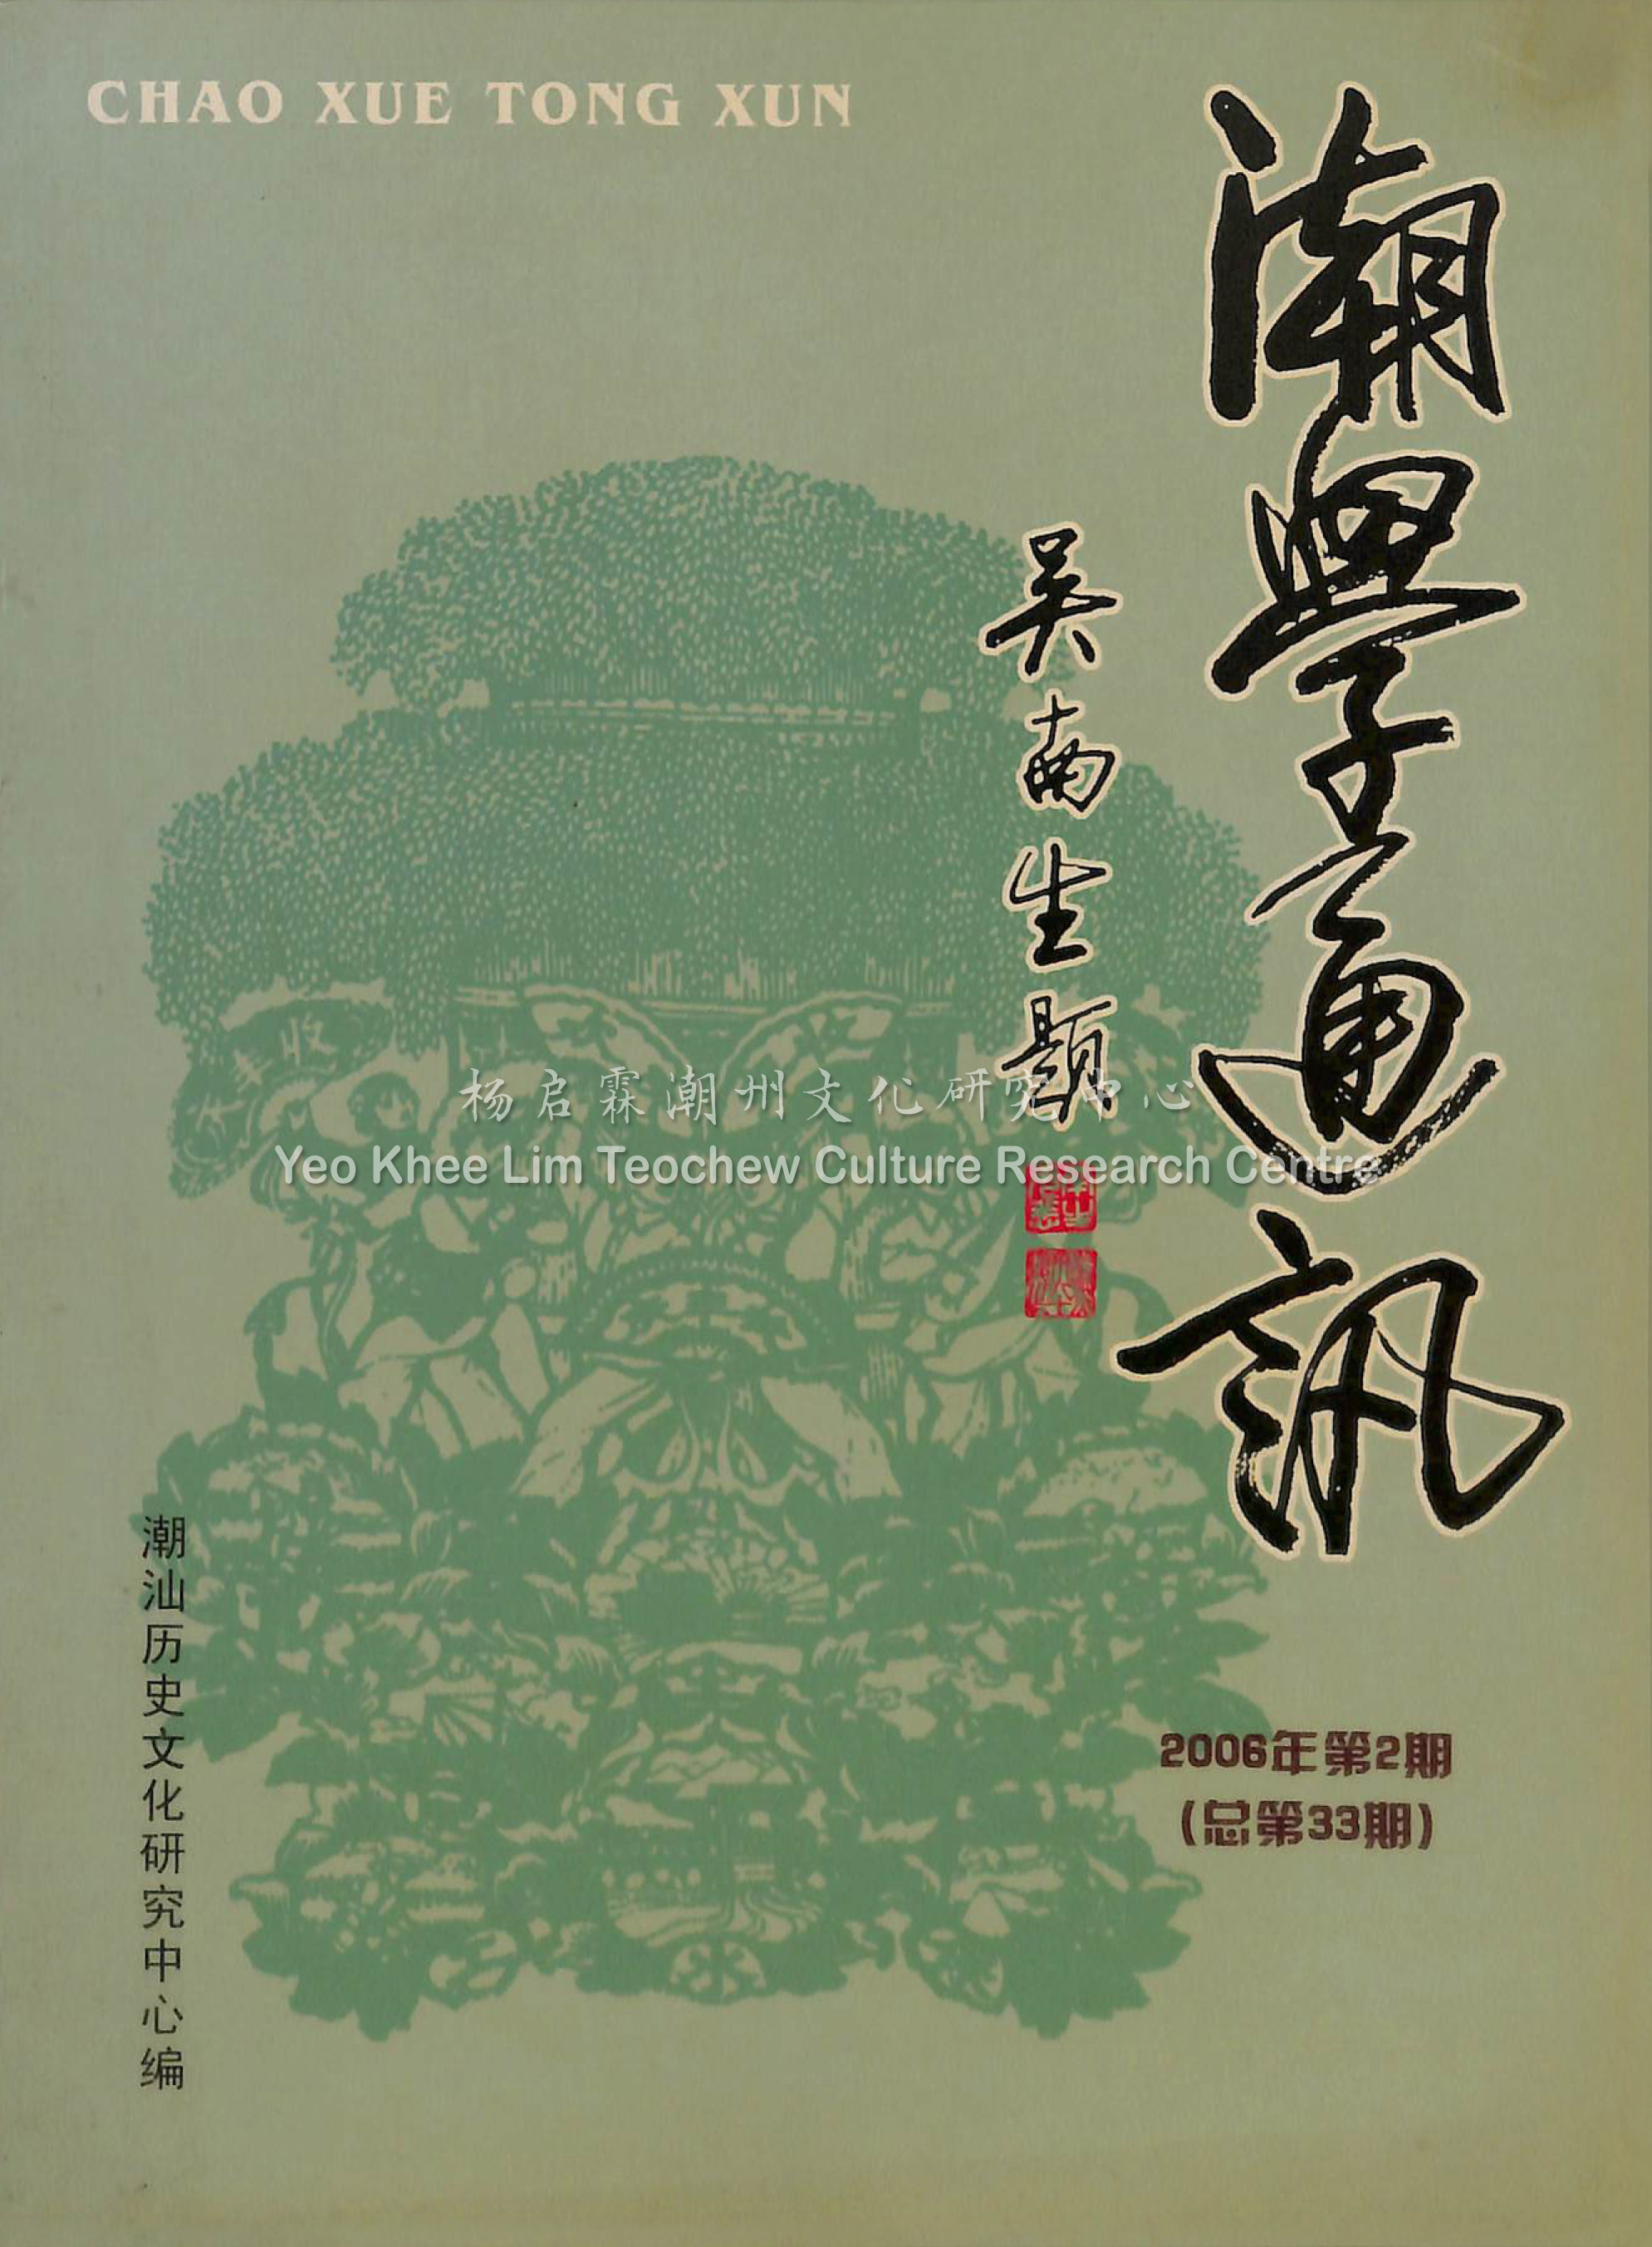 CHAO XUE TONG XUN
潮學通訊
吴南生题
杨启霖潮州文化研究中心
Yeo Khee Lim Teochew Culture Research Centre
2006年第2期
(总第33期)
潮汕历史文化研究中心编